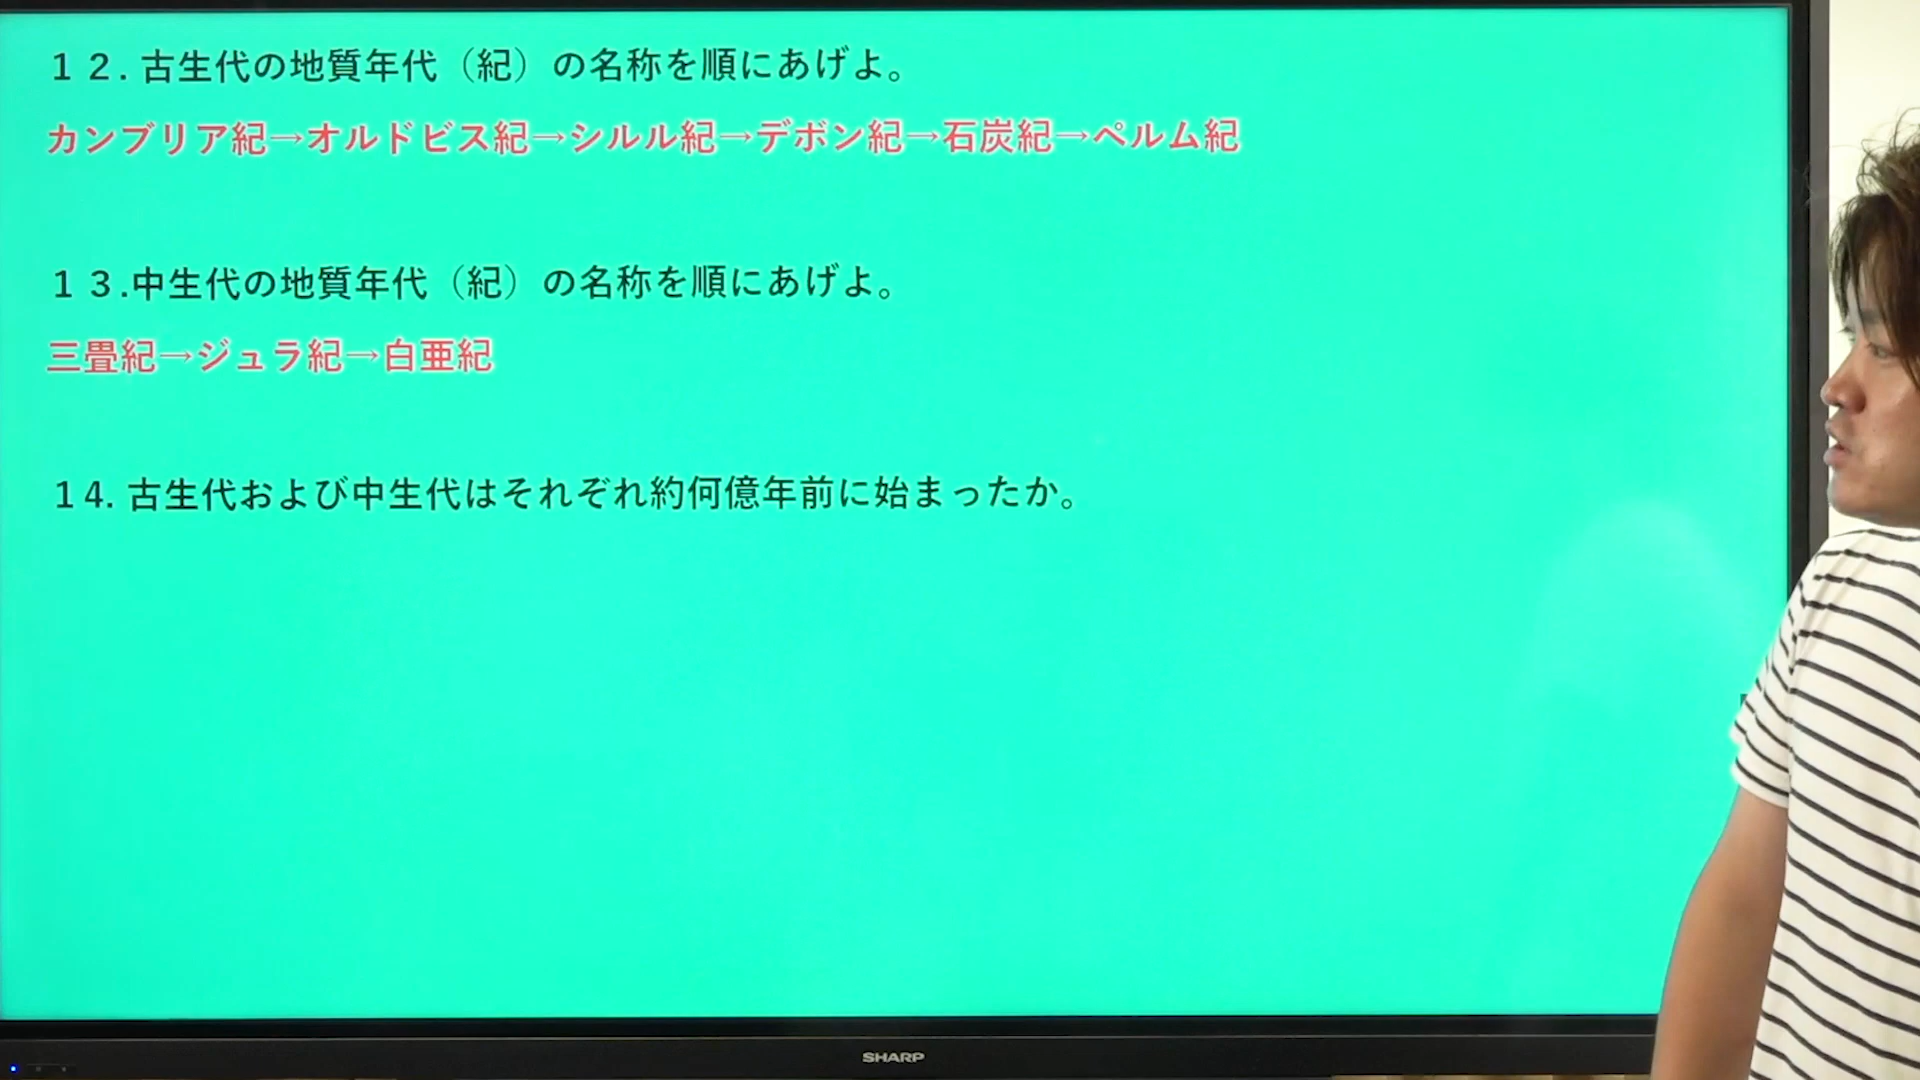 １２. 古生代の地質年代（紀）の名称を順にあげよ。
カンブリア紀→オルドビス紀→シルル紀→デボン紀→石炭紀→ペルム紀
１３.中生代の地質年代（紀）の名称を順にあげよ。
三畳紀→ジュラ紀→白亜紀
１４. 古生代および中生代はそれぞれ約何億年前に始まったか。
SHARP